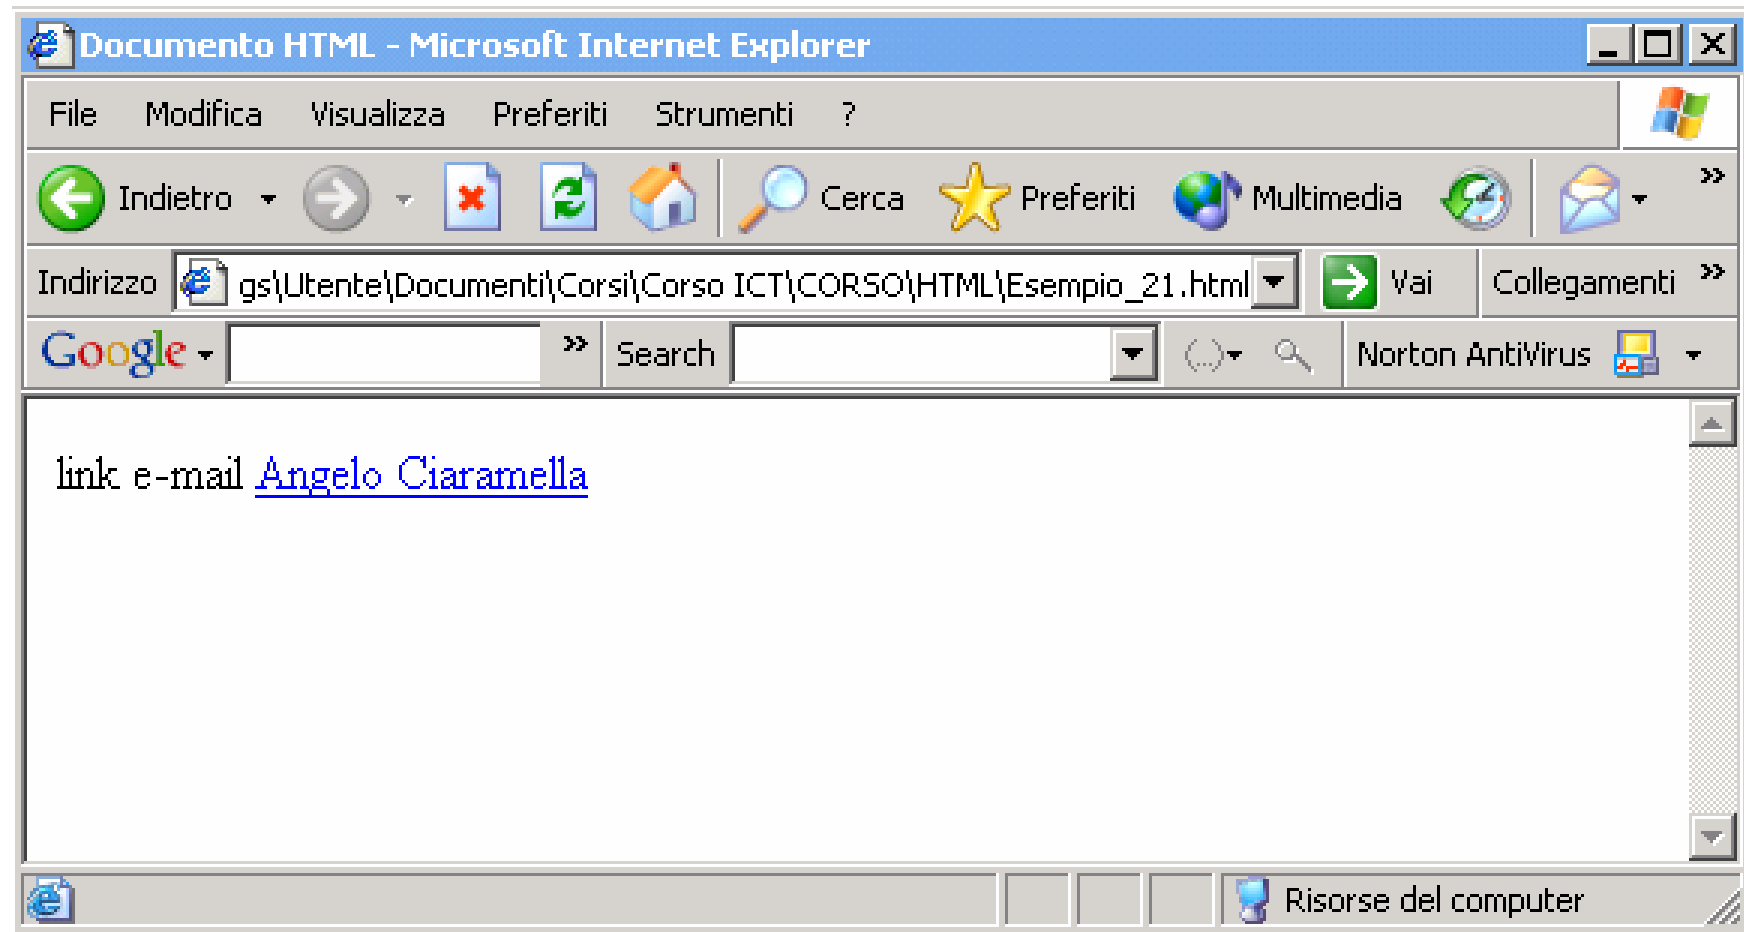 Documento HTML - Microsoft Internet Explorer
File Modifica Visualizza Preferiti Strumenti ?
Indietro Cerca Preferiti Multimedia »
Indirizzo gs\Utente\Documenti\Corsi\Corso ICT\CORSO\HTML\Esempio_21.html Vai Collegamenti »
Google » Search (...) Norton AntiVirus
link e-mail Angelo Ciaramella
Risorse del computer